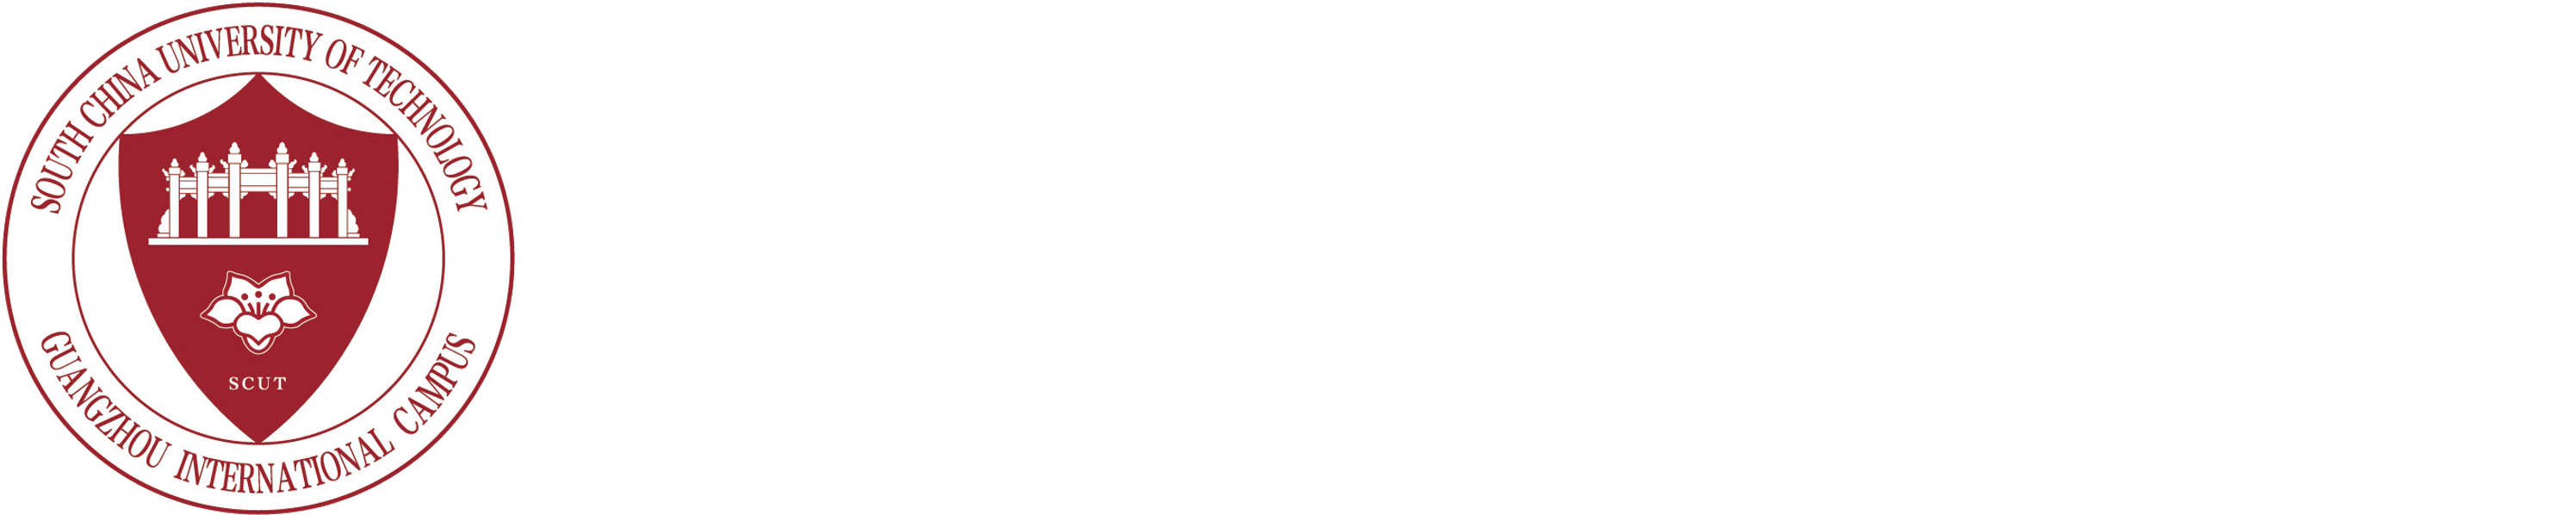 SOUTH CHINA UNIVERSITY OF TECHNOLOGY
SCUT
GUANGZHOU INTERNATIONAL CAMPUS